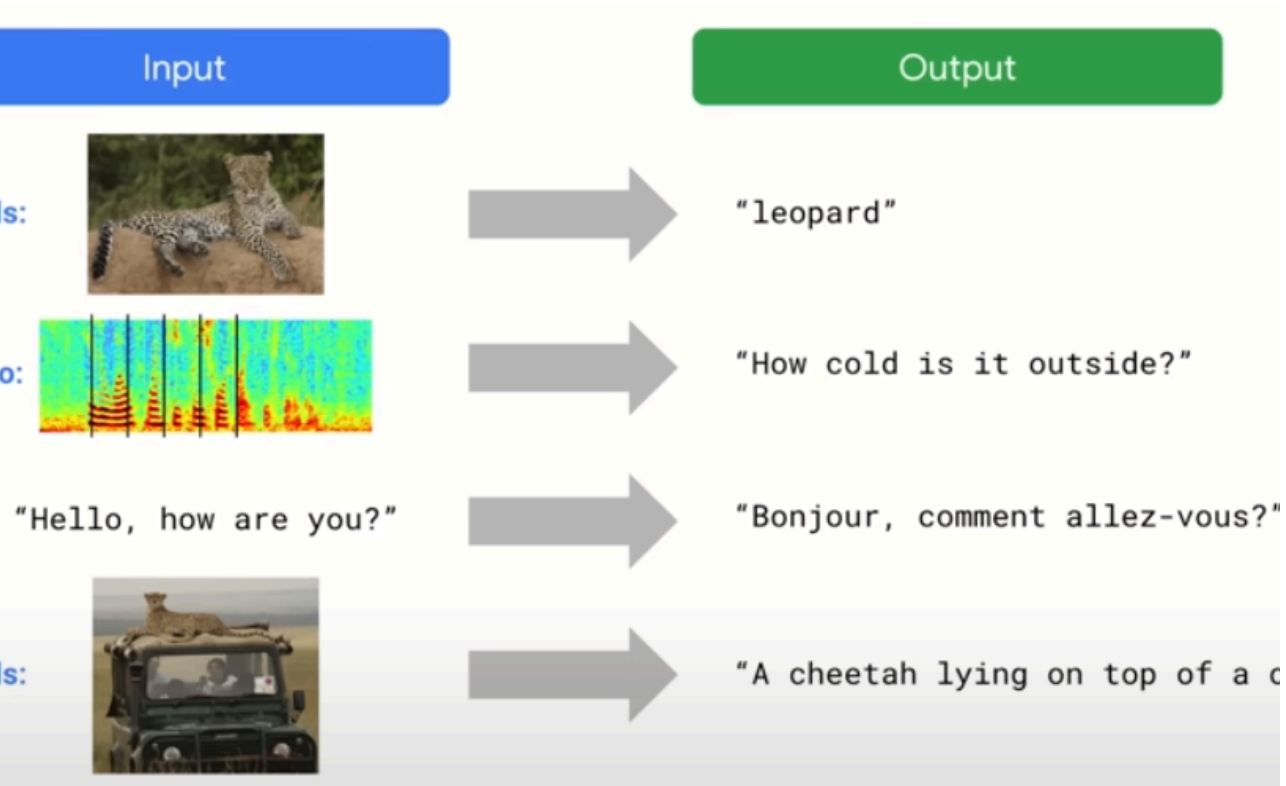 Input
Output
ls:
“leopard”
o:
“How cold is it outside?”
“Hello, how are you?”
“Bonjour, comment allez-vous?”
ls:
“A cheetah lying on top of a c